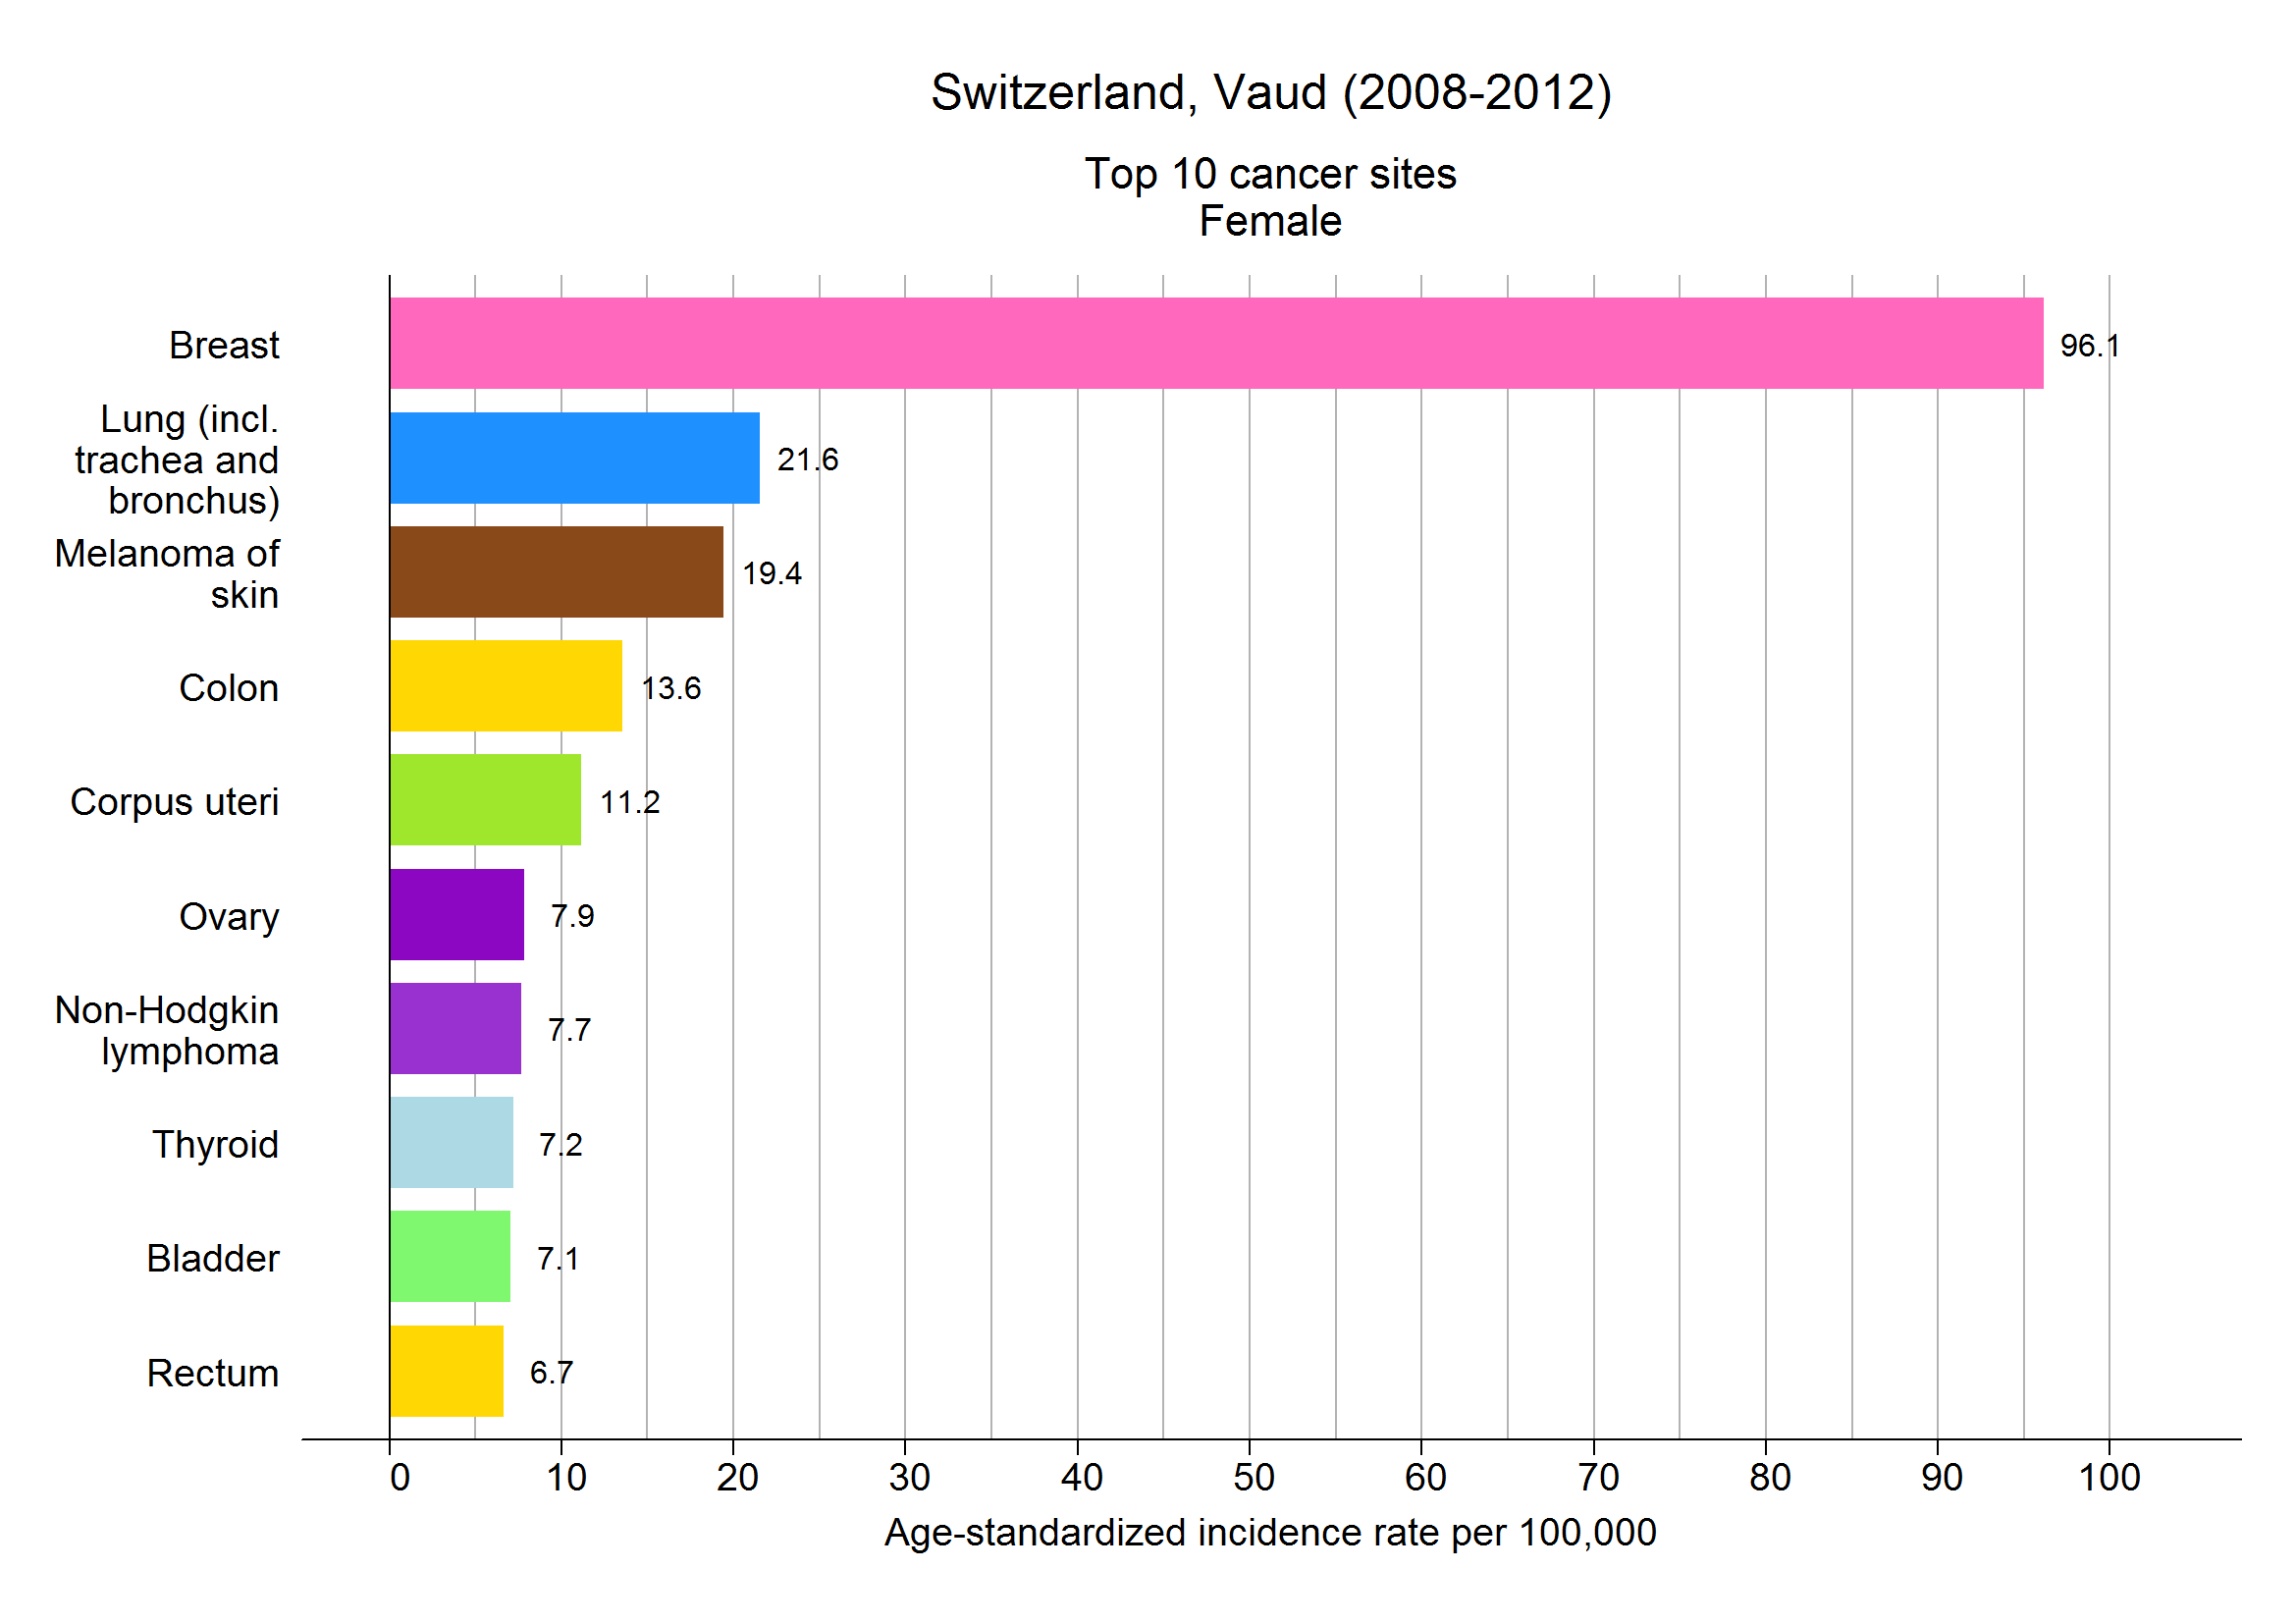 Switzerland, Vaud (2008-2012)
Top 10 cancer sites
Female
Breast
96.1
Lung (incl.
trachea and
bronchus)
21.6
Melanoma of
skin
19.4
Colon
13.6
Corpus uteri
11.2
Ovary
7.9
Non-Hodgkin
lymphoma
7.7
Thyroid
7.2
Bladder
7.1
Rectum
6.7
0 10 20 30 40 50 60 70 80 90 100
Age-standardized incidence rate per 100,000